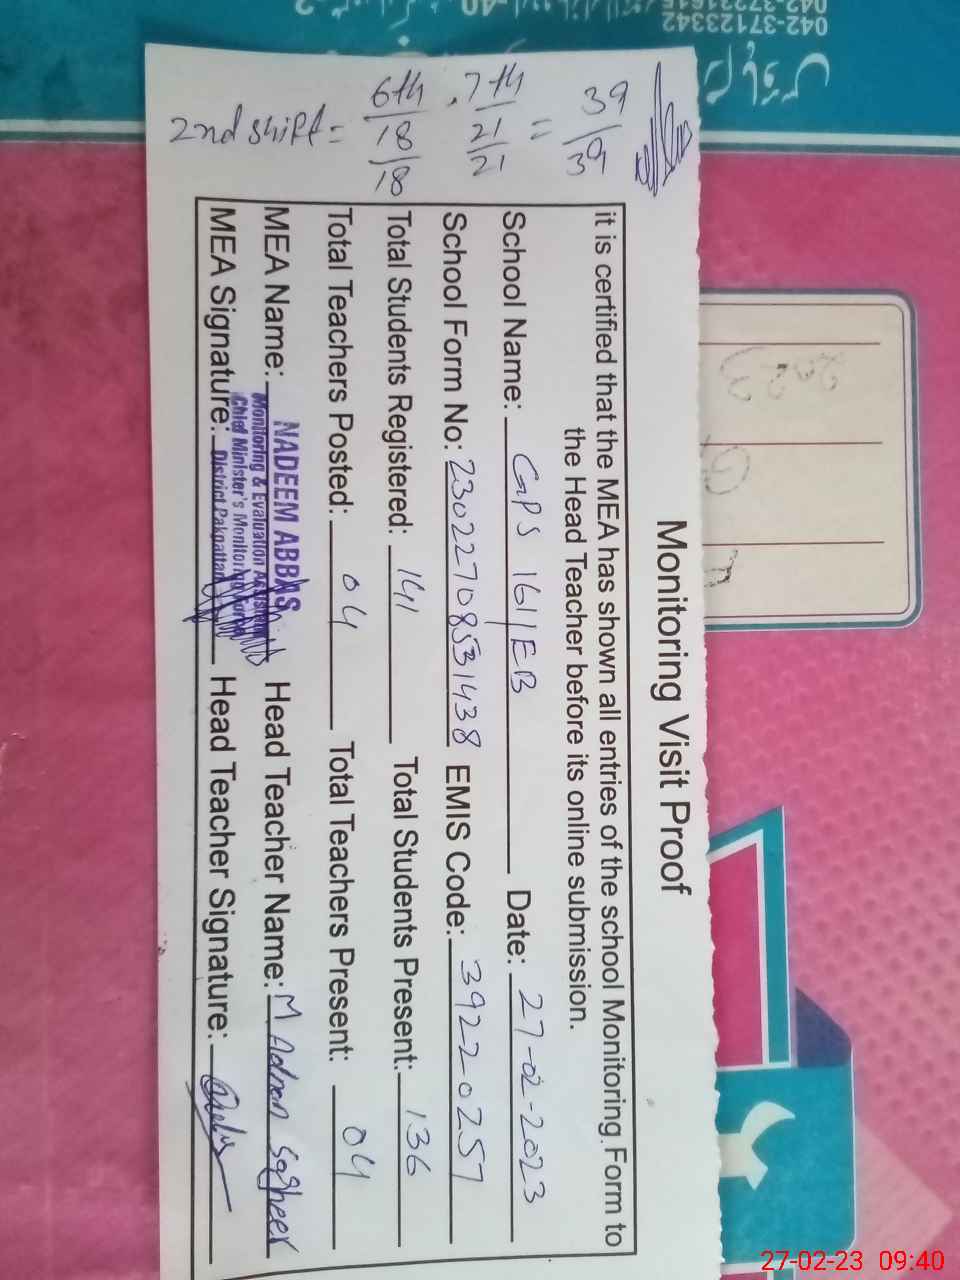 Monitoring Visit Proof
it is certified that the MEA has shown all entries of the school Monitoring Form to
the Head Teacher before its online submission.
School Name: GPS 161/EB Date: 27-02-2023
School Form No: 2302270853 1438 EMIS Code: 39220257
Total Students Registered: 141 Total Students Present: 136
Total Teachers Posted: 04 Total Teachers Present: 04
MEA Name: NADEEM ABBAS Head Teacher Name: M Adnan Sagheer
Monitoring & Evaluation Assistant
Chief Minister's Monitoring Force
MEA Signature: District Pakpattan Head Teacher Signature:
2nd shift = 6th/18/18, 7th/21/21 = 39/39
042-37123342
27-02-23 09:40